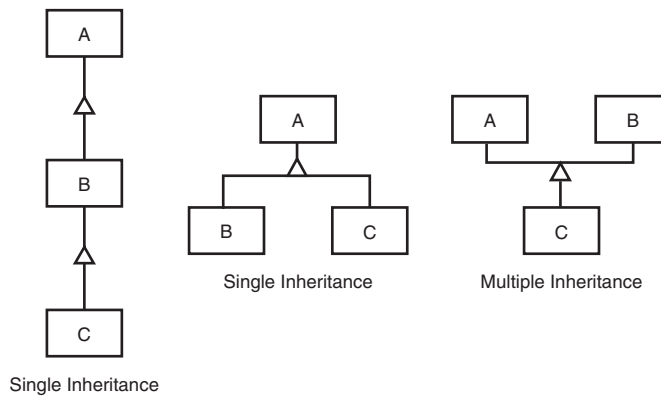 A
B
C
Single Inheritance
A
B C
Single Inheritance
A B
C
Multiple Inheritance